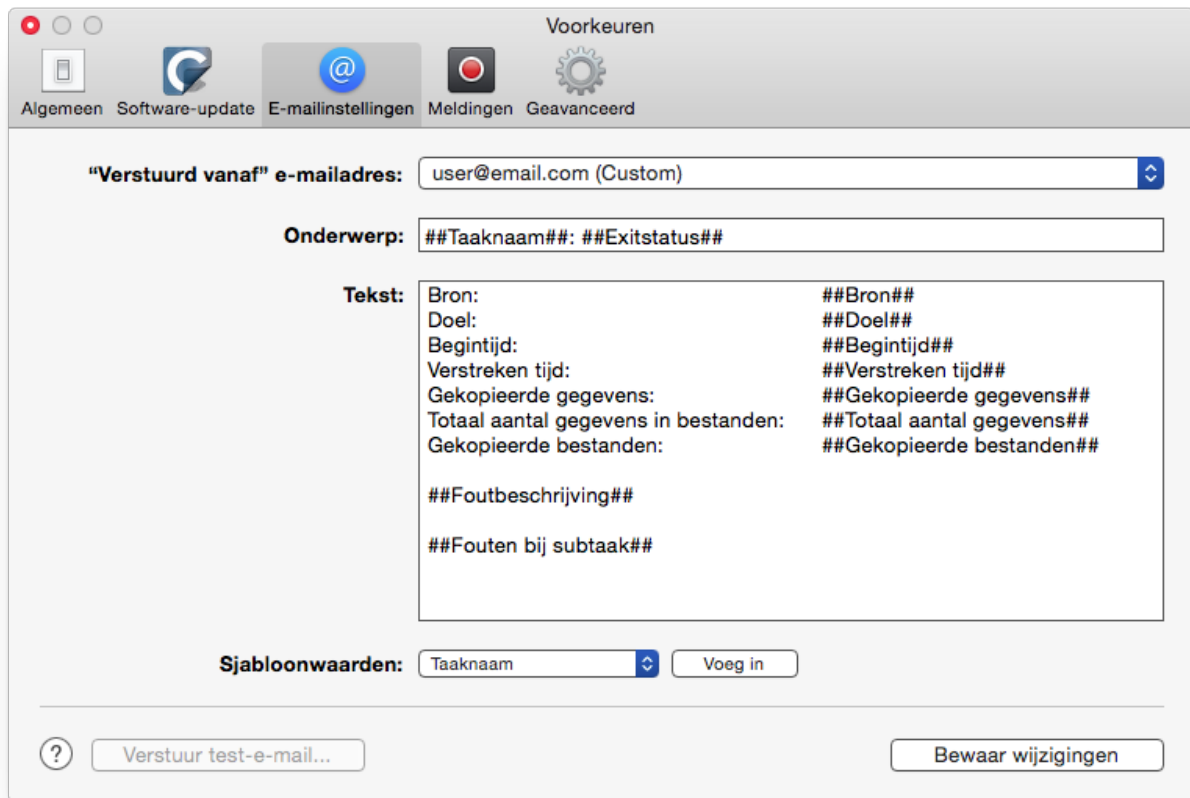 Voorkeuren
Algemeen Software-update E-mailinstellingen Meldingen Geavanceerd
“Verstuurd vanaf” e-mailadres: user@email.com (Custom)
Onderwerp: ##Taaknaam##: ##Exitstatus##
Tekst: Bron: ##Bron##
Doel: ##Doel##
Begintijd: ##Begintijd##
Verstreken tijd: ##Verstreken tijd##
Gekopieerde gegevens: ##Gekopieerde gegevens##
Totaal aantal gegevens in bestanden: ##Totaal aantal gegevens##
Gekopieerde bestanden: ##Gekopieerde bestanden##
##Foutbeschrijving##
##Fouten bij subtaak##
Sjabloonwaarden: Taaknaam Voeg in
? Verstuur test-e-mail... Bewaar wijzigingen